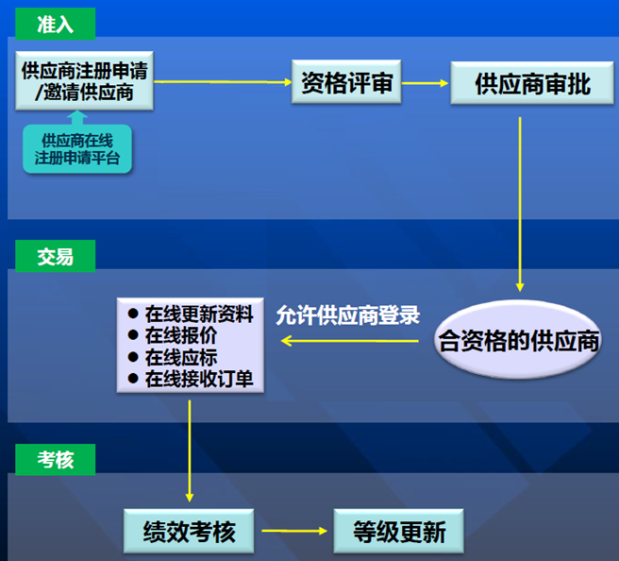 准入
供应商注册申请
/邀请供应商
资格评审
供应商审批
供应商在线
注册申请平台
交易
● 在线更新资料
● 在线报价
● 在线应标
● 在线接收订单
允许供应商登录
合资格的供应商
考核
绩效考核
等级更新